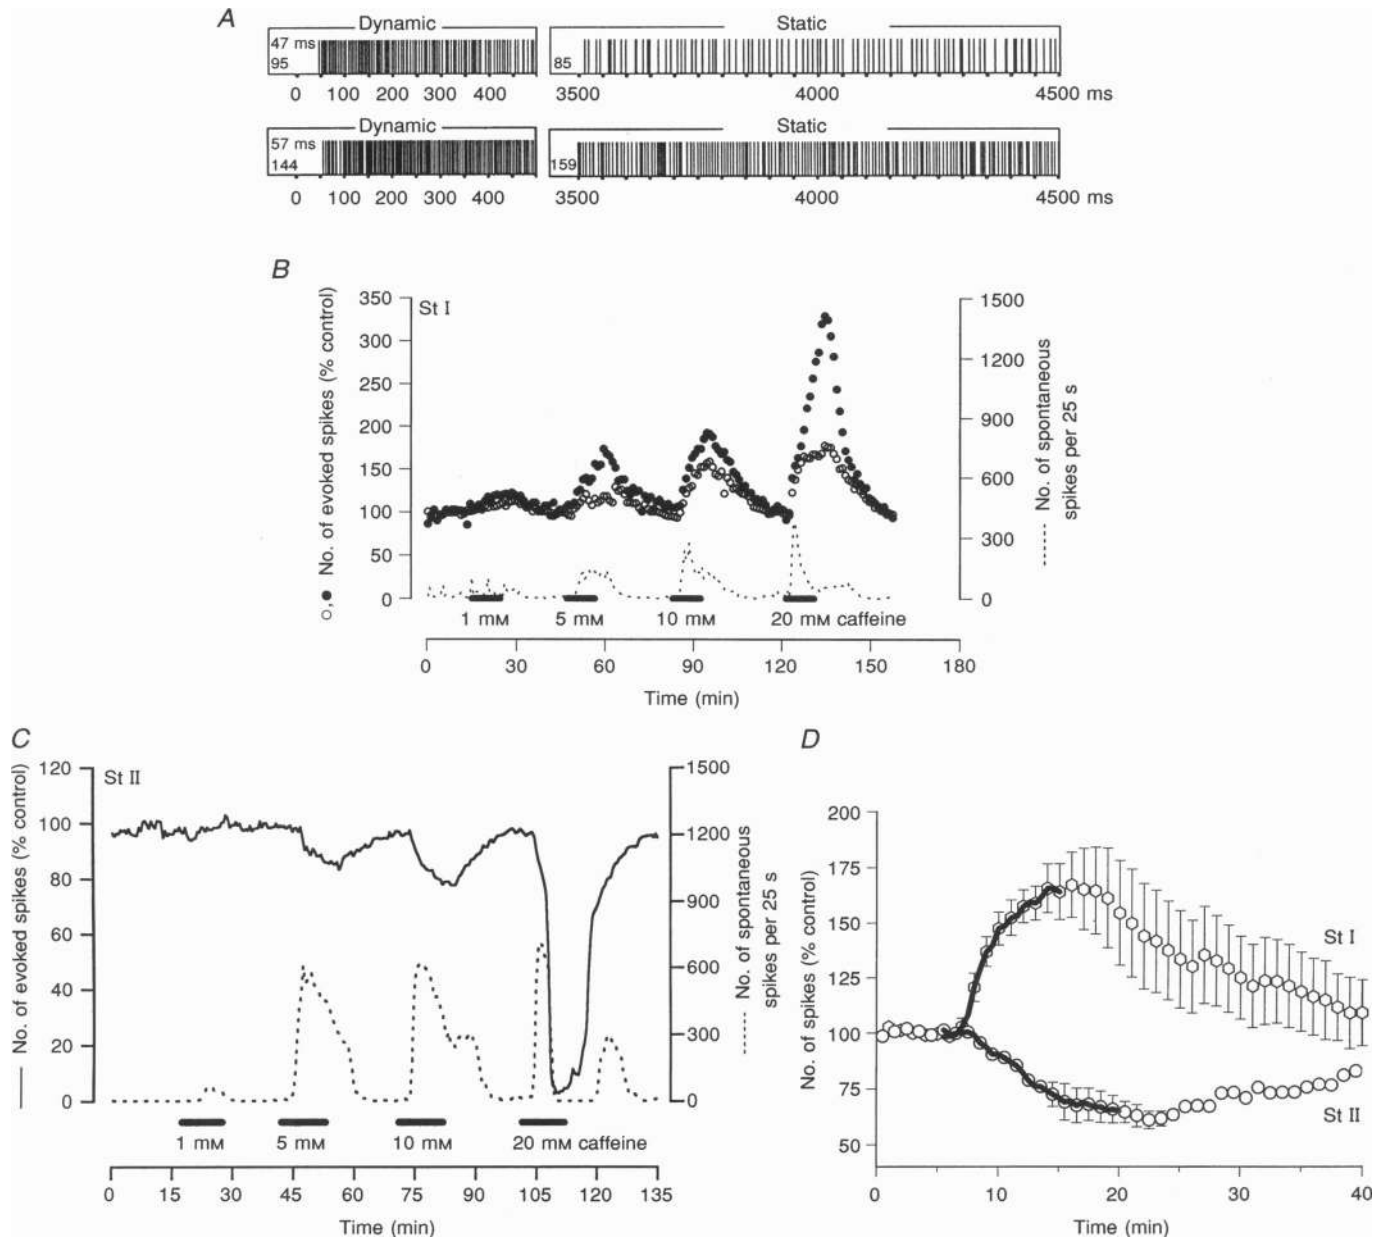 A
Dynamic
Static
47 ms
95
85
0 100 200 300 400
3500 4000 4500 ms
Dynamic
Static
57 ms
144
159
0 100 200 300 400
3500 4000 4500 ms
B
St I
○,● No. of evoked spikes (% control)
350
300
250
200
150
100
50
0
1500
1200
900
600
300
0
No. of spontaneous
spikes per 25 s
1 mM
5 mM
10 mM
20 mM caffeine
0 30 60 90 120 150 180
Time (min)
C
St II
No. of evoked spikes (% control)
120
100
80
60
40
20
0
1500
1200
900
600
300
0
No. of spontaneous
spikes per 25 s
1 mM
5 mM
10 mM
20 mM caffeine
0 15 30 45 60 75 90 105 120 135
Time (min)
D
No. of spikes (% control)
200
175
150
125
100
75
50
St I
St II
0 10 20 30 40
Time (min)